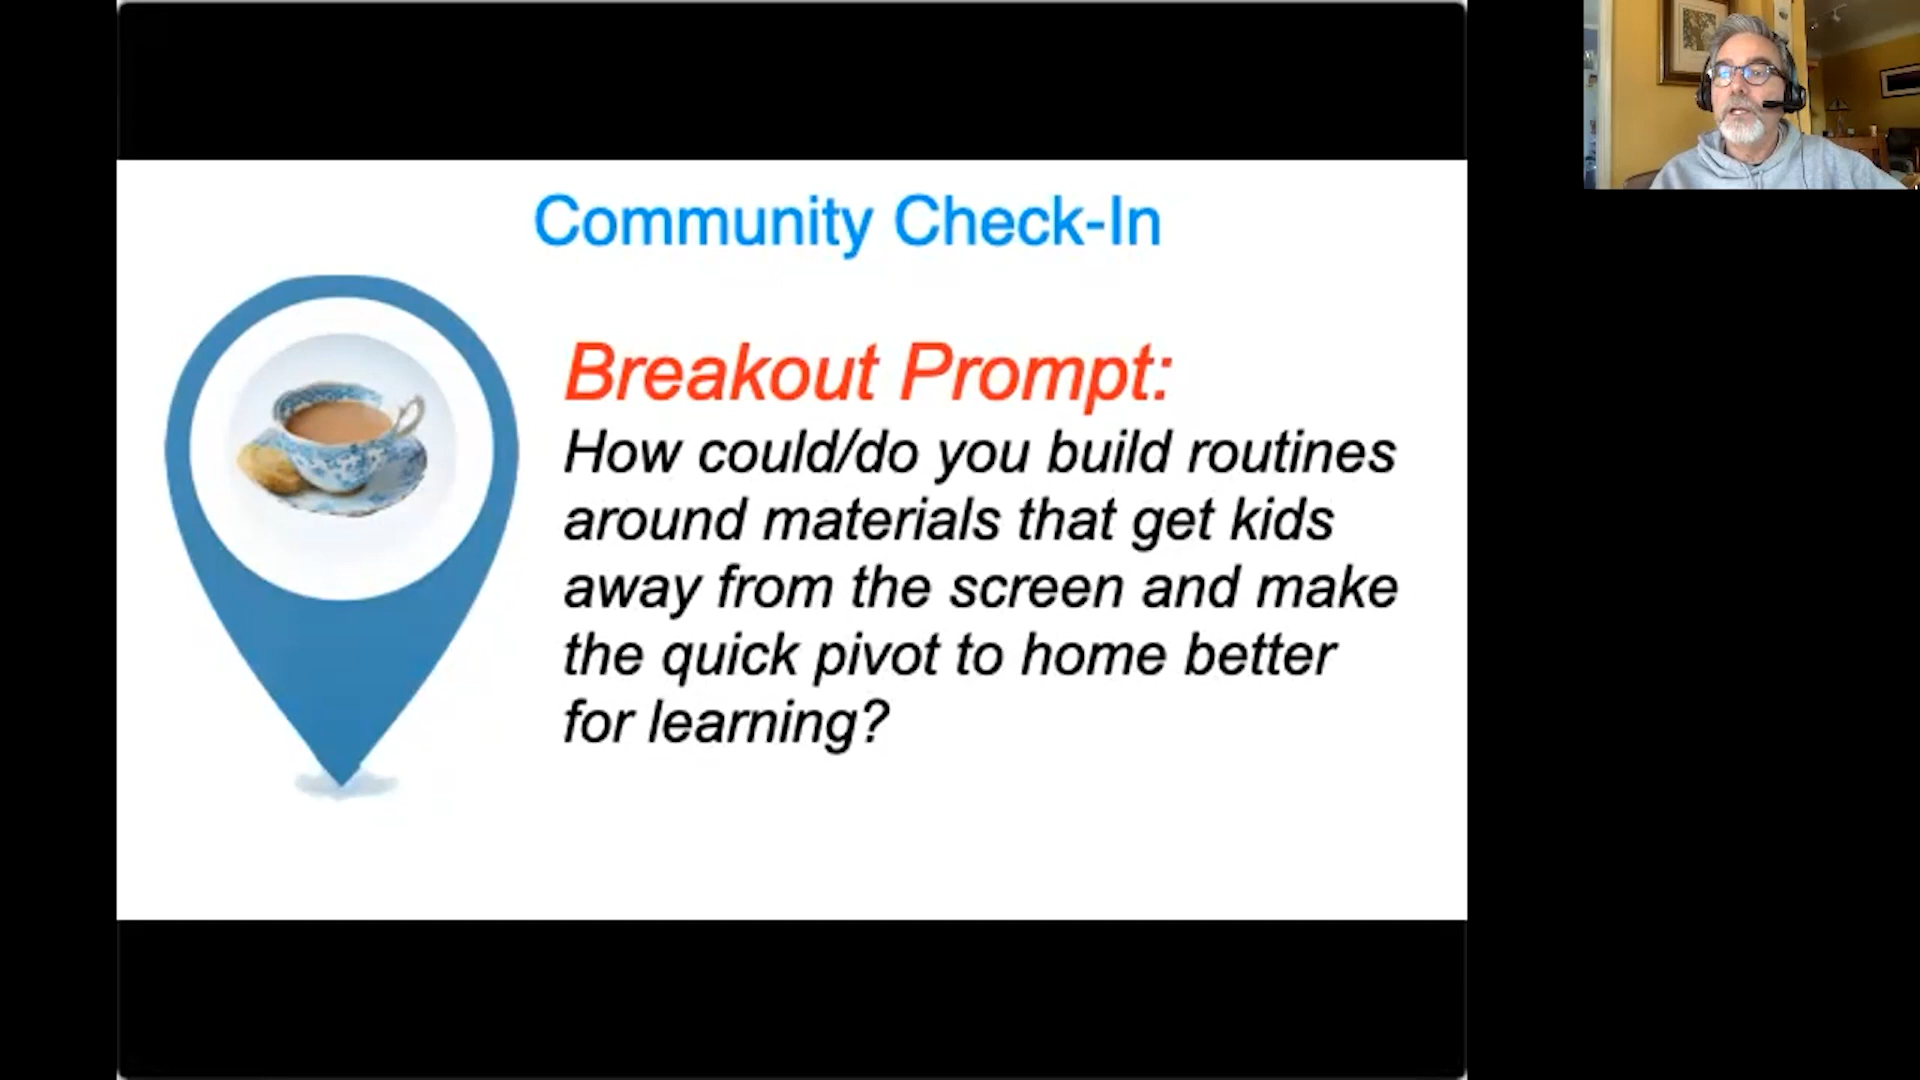 Community Check-In
Breakout Prompt:
How could/do you build routines
around materials that get kids
away from the screen and make
the quick pivot to home better
for learning?